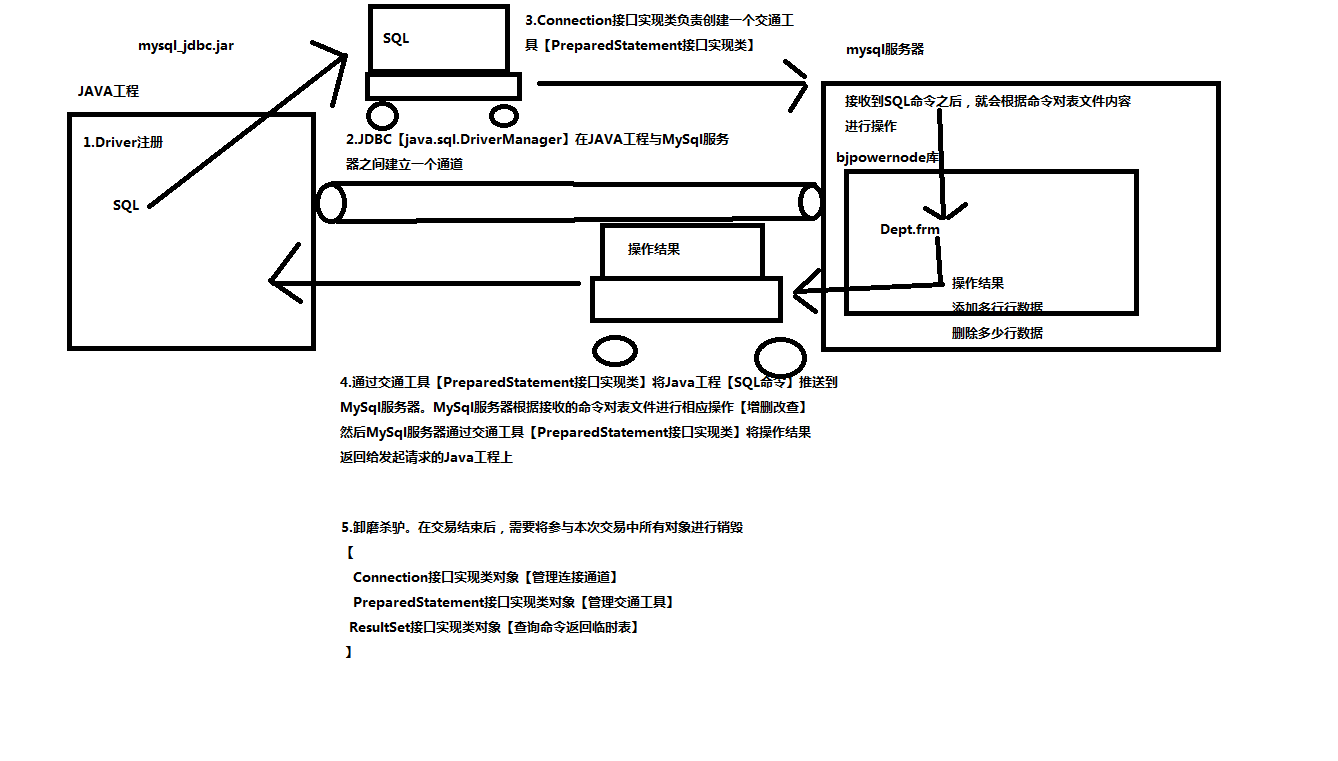 mysql_jdbc.jar
JAVA工程
1.Driver注册
SQL
SQL
3.Connection接口实现类负责创建一个交通工
具【PreparedStatement接口实现类】
2.JDBC【java.sql.DriverManager】在JAVA工程与MySql服务
器之间建立一个通道
mysql服务器
接收到SQL命令之后，就会根据命令对表文件内容
进行操作
bjpowernode库
Dept.frm
操作结果
添加多行行数据
删除多少行数据
操作结果
4.通过交通工具【PreparedStatement接口实现类】将Java工程【SQL命令】推送到
MySql服务器。MySql服务器根据接收的命令对表文件进行相应操作【增删改查】
然后MySql服务器通过交通工具【PreparedStatement接口实现类】将操作结果
返回给发起请求的Java工程上
5.卸磨杀驴。在交易结束后，需要将参与本次交易中所有对象进行销毁
【
Connection接口实现类对象【管理连接通道】
PreparedStatement接口实现类对象【管理交通工具】
ResultSet接口实现类对象【查询命令返回临时表】
】